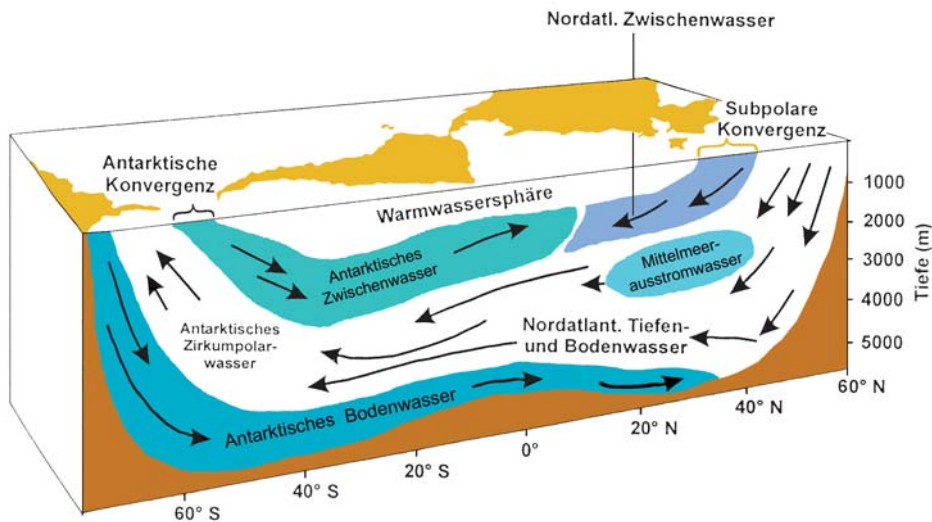 Nordatl. Zwischenwasser
Subpolare
Konvergenz
Antarktische
Konvergenz
Warmwassersphäre
1000
2000
3000
4000
5000
Tiefe (m)
Antarktisches
Zwischenwasser
Mittelmeer-
ausstromwasser
Antarktisches
Zirkumpolar-
wasser
Nordatlant. Tiefen-
und Bodenwasser
Antarktisches Bodenwasser
60° S
40° S
20° S
0°
20° N
40° N
60° N